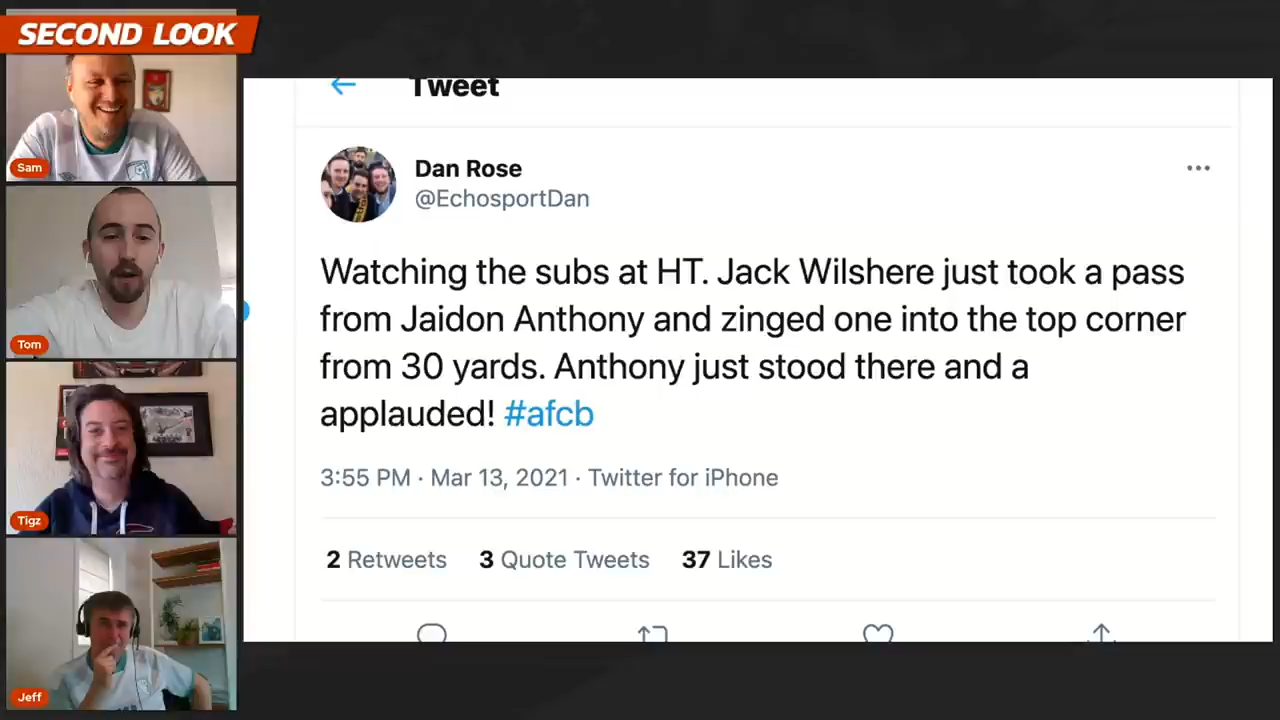 SECOND LOOK
Sam
Tom
Tigz
Jeff
Tweet
Dan Rose
@EchosportDan
Watching the subs at HT. Jack Wilshere just took a pass
from Jaidon Anthony and zinged one into the top corner
from 30 yards. Anthony just stood there and a
applauded! #afcb
3:55 PM · Mar 13, 2021 · Twitter for iPhone
2 Retweets 3 Quote Tweets 37 Likes